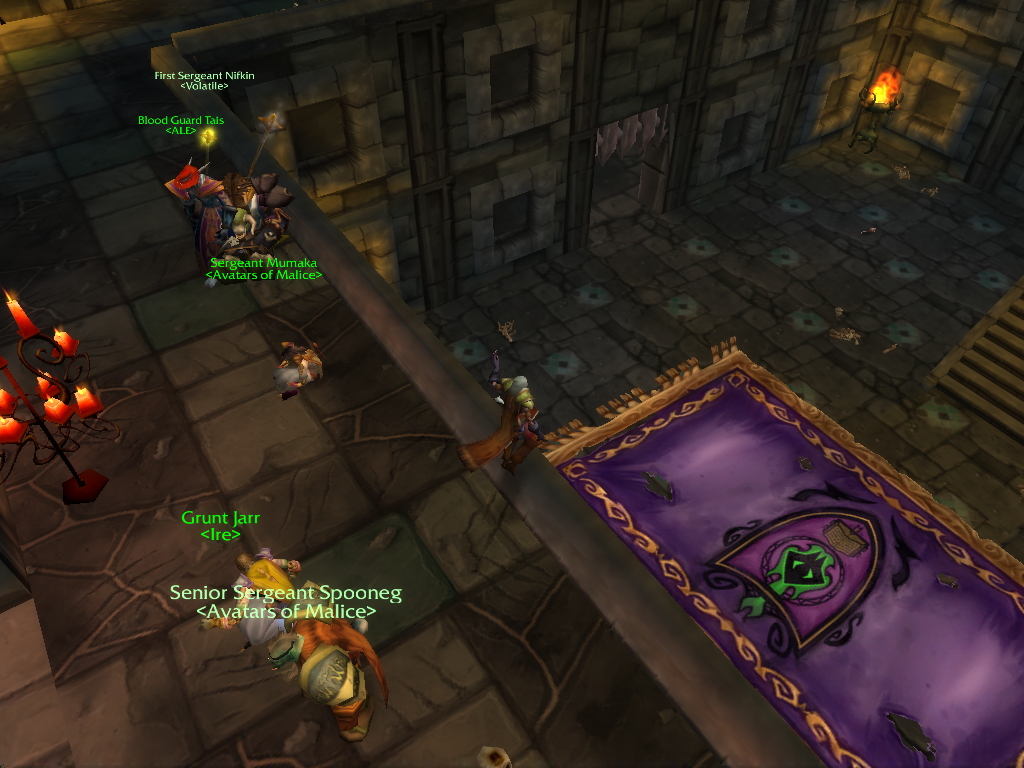 First Sergeant Nifkin
<Volatile>
Blood Guard Tais
<ALE>
Sergeant Mumaka
<Avatars of Malice>
Grunt Jarr
<Ire>
Senior Sergeant Spooneg
<Avatars of Malice>